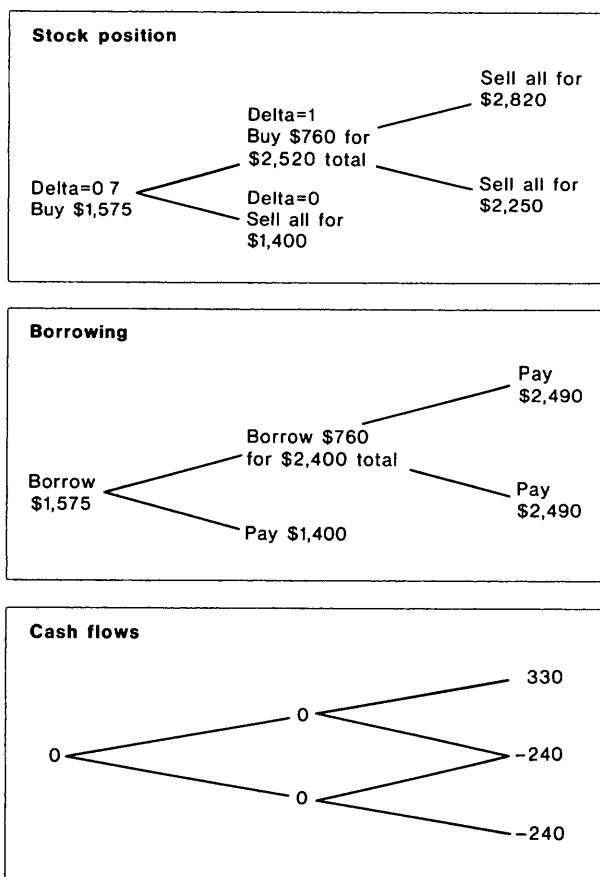 Stock position
Sell all for
$2,820
Delta=1
Buy $760 for
$2,520 total
Delta=0 7
Buy $1,575
Sell all for
$2,250
Delta=0
Sell all for
$1,400
Borrowing
Pay
$2,490
Borrow $760
for $2,400 total
Borrow
$1,575
Pay
$2,490
Pay $1,400
Cash flows
330
0
0
-240
0
-240